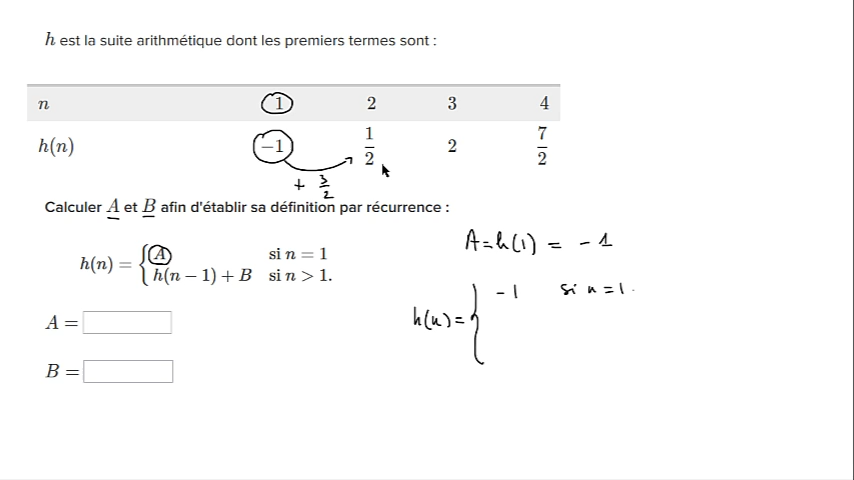 h est la suite arithmétique dont les premiers termes sont :
n 1 2 3 4
h(n) −1 1/2 2 7/2
+ 3/2
Calculer A et B afin d'établir sa définition par récurrence :
h(n) = { A si n = 1
h(n − 1) + B si n > 1.
A =
B =
A = h(1) = - 1
h(n) = { - 1 si n = 1.